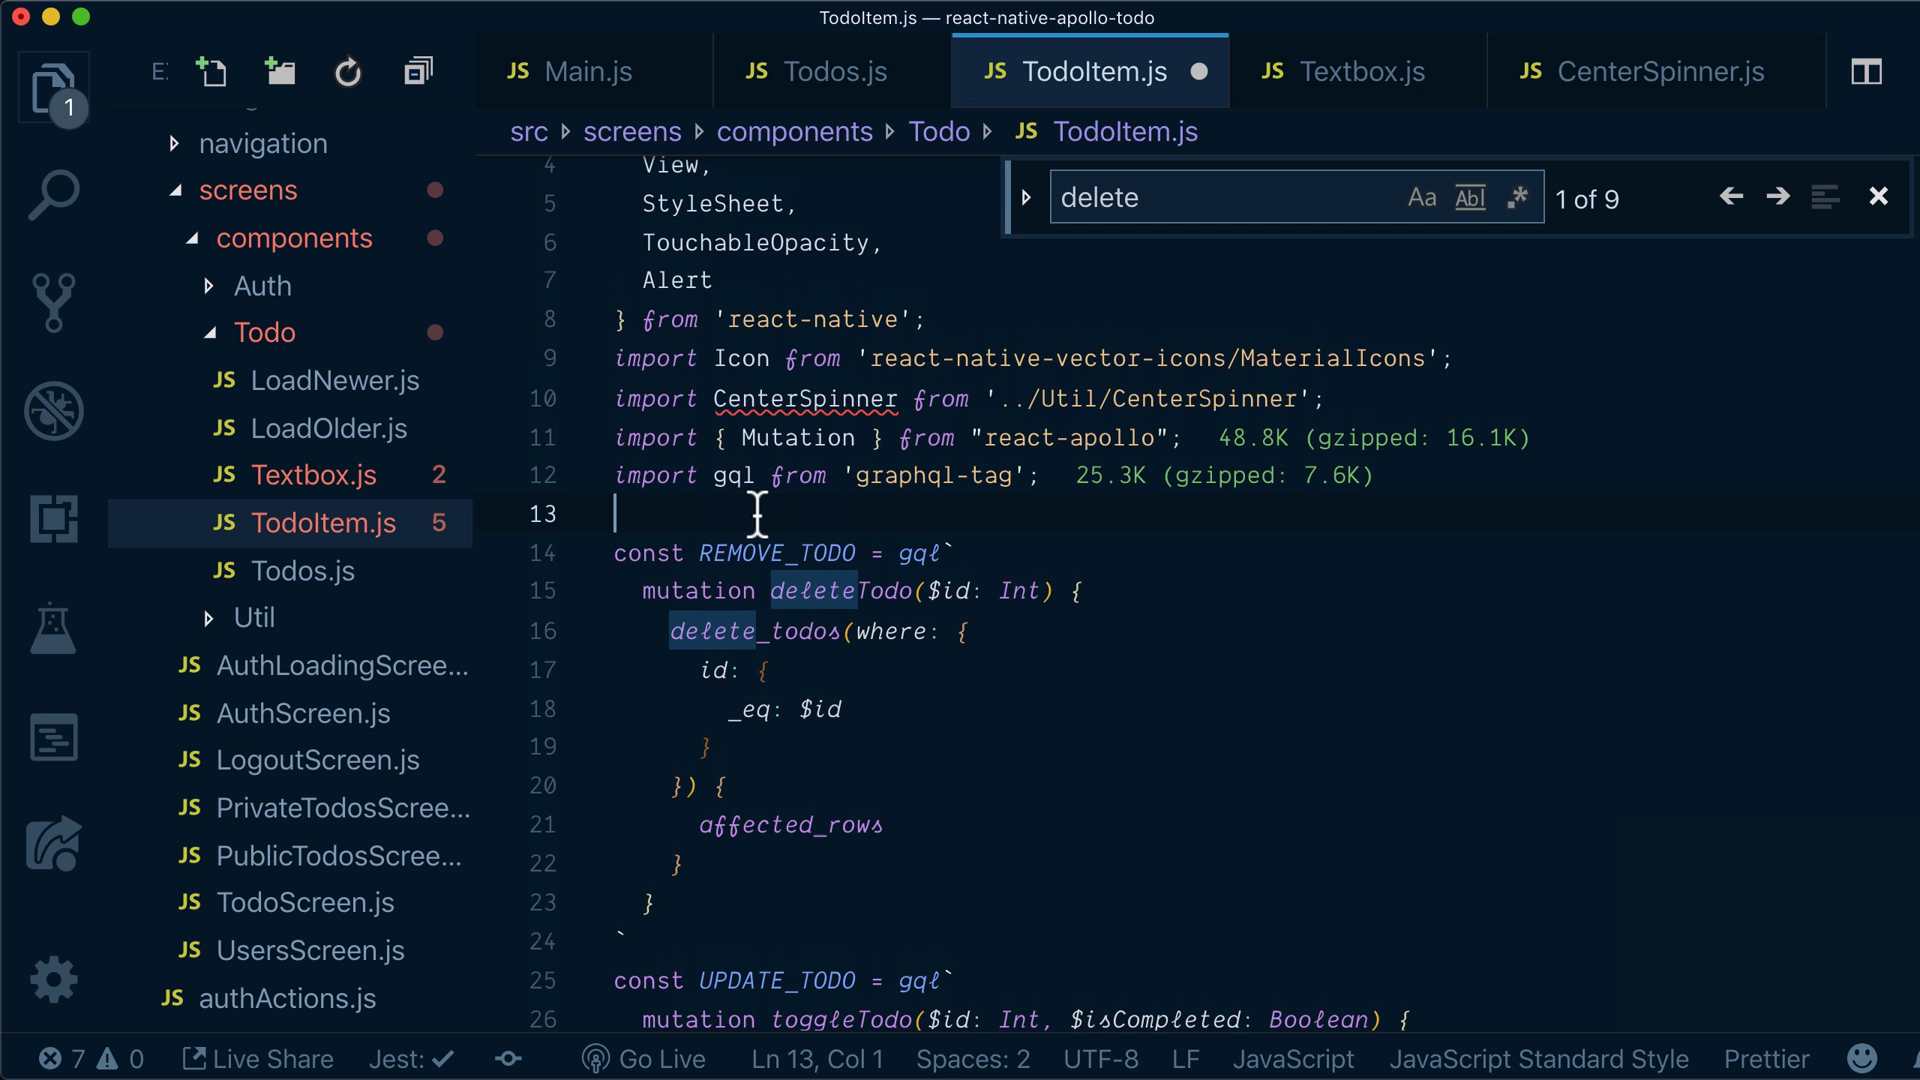 TodoItem.js — react-native-apollo-todo
1
E:
JS Main.js
JS Todos.js
JS TodoItem.js
JS Textbox.js
JS CenterSpinner.js
src screens components Todo JS TodoItem.js
delete Aa Abl .* 1 of 9
navigation
screens
components
Auth
Todo
JS LoadNewer.js
JS LoadOlder.js
JS Textbox.js 2
JS TodoItem.js 5
JS Todos.js
Util
JS AuthLoadingScree...
JS AuthScreen.js
JS LogoutScreen.js
JS PrivateTodosScree...
JS PublicTodosScree...
JS TodoScreen.js
JS UsersScreen.js
JS authActions.js
4 View,
5 StyleSheet,
6 TouchableOpacity,
7 Alert
8 } from 'react-native';
9 import Icon from 'react-native-vector-icons/MaterialIcons';
10 import CenterSpinner from '../Util/CenterSpinner';
11 import { Mutation } from "react-apollo"; 48.8K (gzipped: 16.1K)
12 import gql from 'graphql-tag'; 25.3K (gzipped: 7.6K)
13
14 const REMOVE_TODO = gql`
15 mutation deleteTodo($id: Int) {
16 delete_todos(where: {
17 id: {
18 _eq: $id
19 }
20 }) {
21 affected_rows
22 }
23 }
24 `
25 const UPDATE_TODO = gql`
26 mutation toggleTodo($id: Int, $isCompleted: Boolean) {
7 0 Live Share Jest: Go Live Ln 13, Col 1 Spaces: 2 UTF-8 LF JavaScript JavaScript Standard Style Prettier